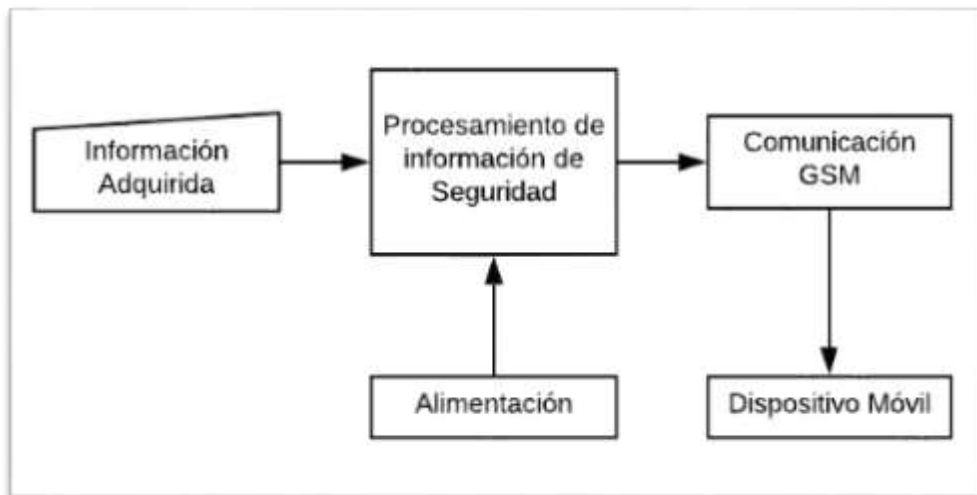 Información
Adquirida
Procesamiento de
información de
Seguridad
Comunicación
GSM
Alimentación
Dispositivo Móvil